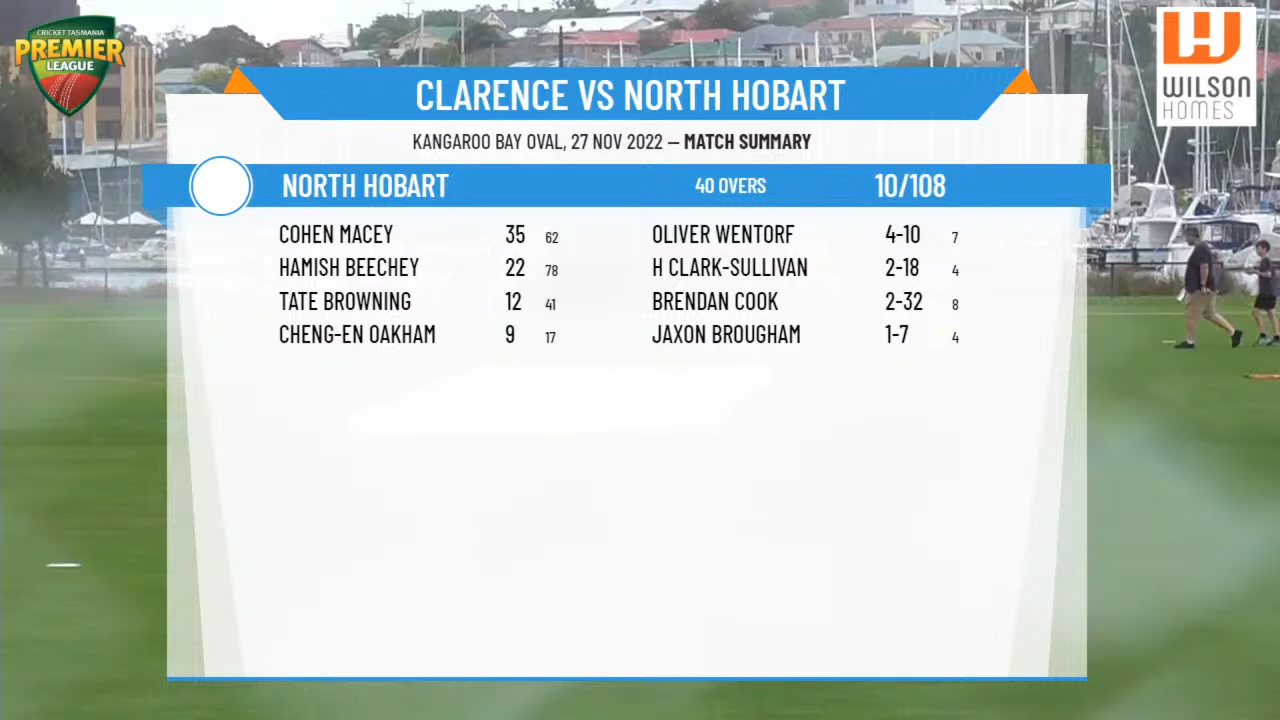 CRICKET TASMANIA
PREMIER
LEAGUE
WILSON
HOMES
CLARENCE VS NORTH HOBART
KANGAROO BAY OVAL, 27 NOV 2022 – MATCH SUMMARY
NORTH HOBART 40 OVERS 10/108
COHEN MACEY 35 62 OLIVER WENTORF 4-10 7
HAMISH BEECHEY 22 78 H CLARK-SULLIVAN 2-18 4
TATE BROWNING 12 41 BRENDAN COOK 2-32 8
CHENG-EN OAKHAM 9 17 JAXON BROUGHAM 1-7 4